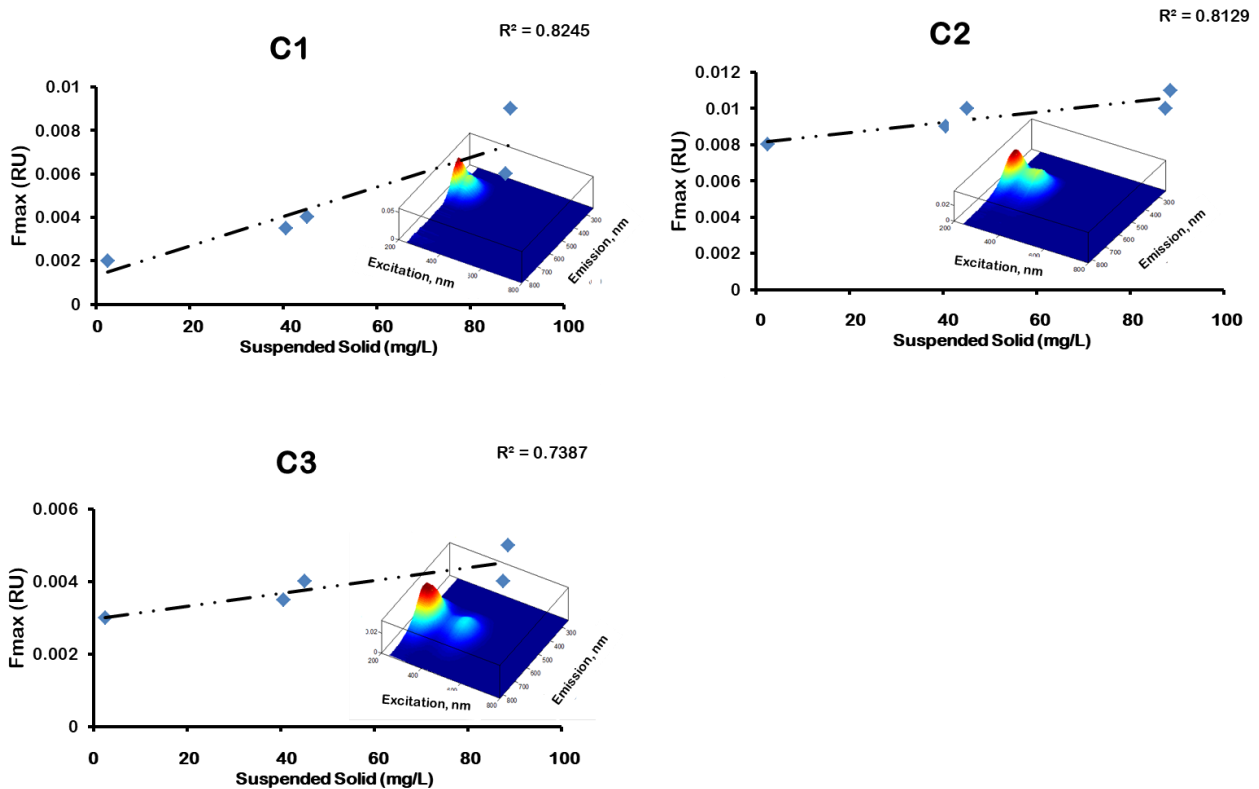 C1
R² = 0.8245
0.01
0.008
0.006
0.004
0.002
0
0 20 40 60 80 100
Fmax (RU)
Suspended Solid (mg/L)
0.05
0
200
400
800
800
700
600
500
400
300
Excitation, nm
Emission, nm
C2
R² = 0.8129
0.012
0.01
0.008
0.006
0.004
0.002
0
0 20 40 60 80 100
Fmax (RU)
Suspended Solid (mg/L)
0.02
0
200
400
800
800
700
600
500
400
300
Excitation, nm
Emission, nm
C3
R² = 0.7387
0.006
0.004
0.002
0
0 20 40 60 80 100
Fmax (RU)
Suspended Solid (mg/L)
0.02
0
200
400
800
800
700
600
500
400
300
Excitation, nm
Emission, nm